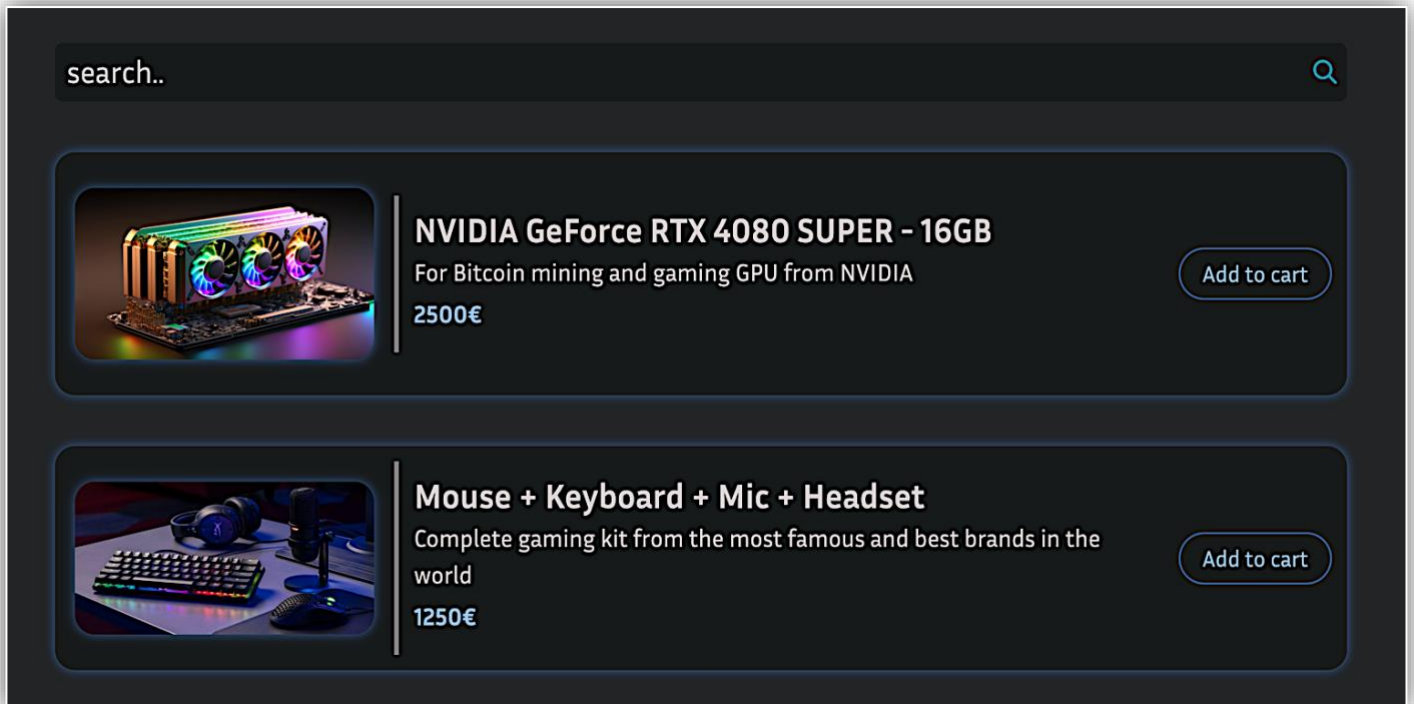 search..
NVIDIA GeForce RTX 4080 SUPER - 16GB
For Bitcoin mining and gaming GPU from NVIDIA
2500€
Add to cart
Mouse + Keyboard + Mic + Headset
Complete gaming kit from the most famous and best brands in the
world
1250€
Add to cart